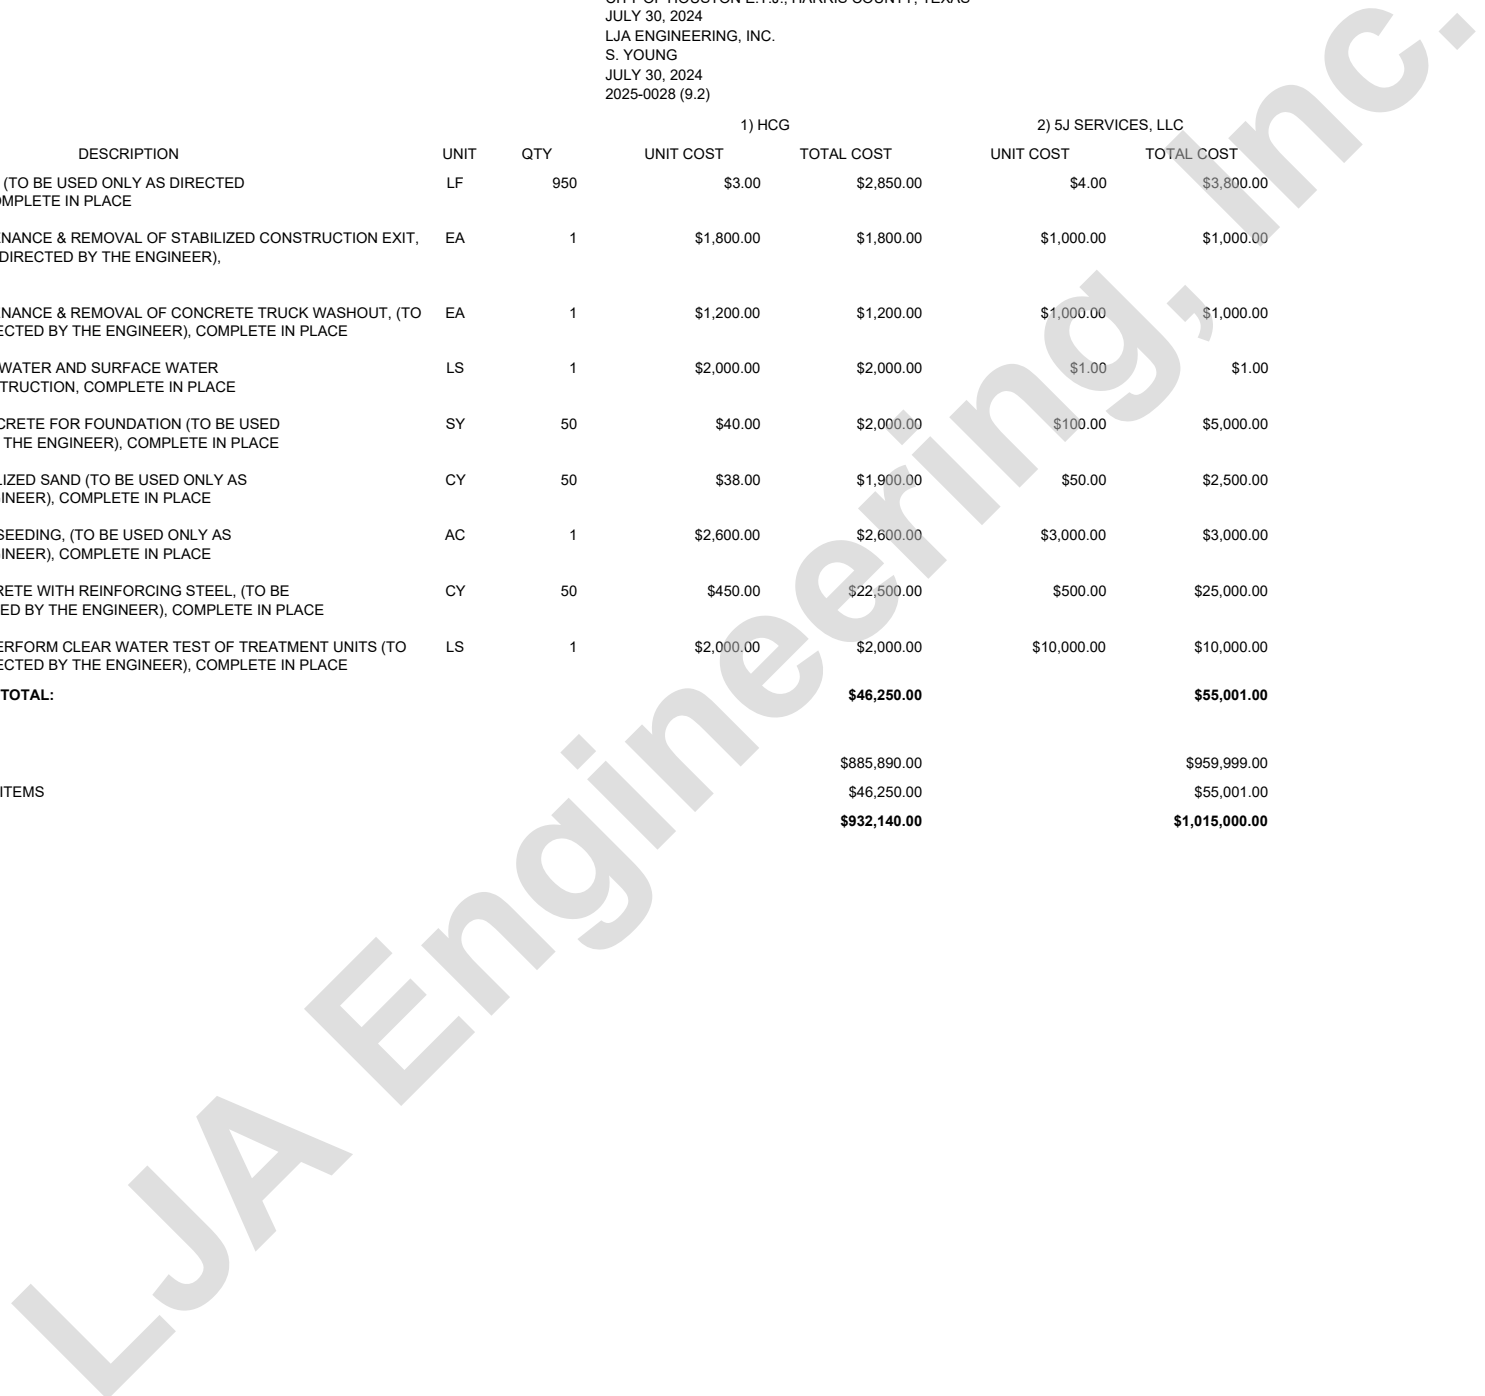 JULY 30, 2024
LJA ENGINEERING, INC.
S. YOUNG
JULY 30, 2024
2025-0028 (9.2)
1) HCG 2) 5J SERVICES, LLC
DESCRIPTION UNIT QTY UNIT COST TOTAL COST UNIT COST TOTAL COST
(TO BE USED ONLY AS DIRECTED LF 950 $3.00 $2,850.00 $4.00 $3,800.00
OMPLETE IN PLACE
NANCE & REMOVAL OF STABILIZED CONSTRUCTION EXIT, EA 1 $1,800.00 $1,800.00 $1,000.00 $1,000.00
DIRECTED BY THE ENGINEER),
NANCE & REMOVAL OF CONCRETE TRUCK WASHOUT, (TO EA 1 $1,200.00 $1,200.00 $1,000.00 $1,000.00
ECTED BY THE ENGINEER), COMPLETE IN PLACE
WATER AND SURFACE WATER LS 1 $2,000.00 $2,000.00 $1.00 $1.00
TRUCTION, COMPLETE IN PLACE
CRETE FOR FOUNDATION (TO BE USED SY 50 $40.00 $2,000.00 $100.00 $5,000.00
THE ENGINEER), COMPLETE IN PLACE
LIZED SAND (TO BE USED ONLY AS CY 50 $38.00 $1,900.00 $50.00 $2,500.00
GINEER), COMPLETE IN PLACE
SEEDING, (TO BE USED ONLY AS AC 1 $2,600.00 $2,600.00 $3,000.00 $3,000.00
GINEER), COMPLETE IN PLACE
RETE WITH REINFORCING STEEL, (TO BE CY 50 $450.00 $22,500.00 $500.00 $25,000.00
ED BY THE ENGINEER), COMPLETE IN PLACE
ERFORM CLEAR WATER TEST OF TREATMENT UNITS (TO LS 1 $2,000.00 $2,000.00 $10,000.00 $10,000.00
ECTED BY THE ENGINEER), COMPLETE IN PLACE
TOTAL: $46,250.00 $55,001.00
$885,890.00 $959,999.00
ITEMS $46,250.00 $55,001.00
$932,140.00 $1,015,000.00
LJA Engineering, Inc.